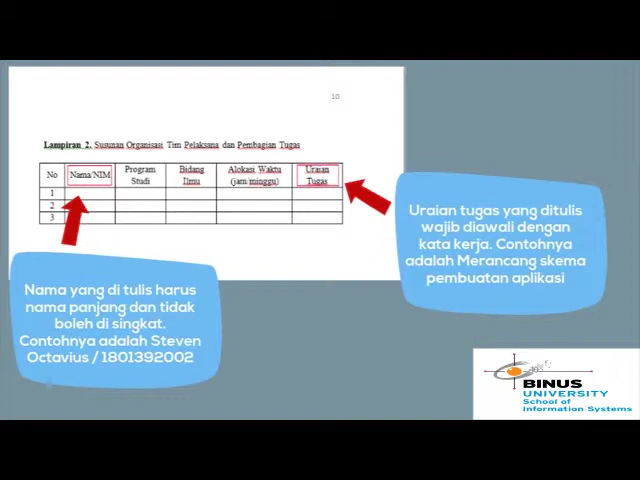 10
Lampiran 2. Susunan Organisasi Tim Pelaksana dan Pembagian Tugas
No Nama/NIM Program Studi Bidang Ilmu Alokasi Waktu (jam/minggu) Uraian Tugas
1
2
3
Uraian tugas yang ditulis
wajib diawali dengan
kata kerja. Contohnya
adalah Merancang skema
pembuatan aplikasi
Nama yang di tulis harus
nama panjang dan tidak
boleh di singkat.
Contohnya adalah Steven
Octavius / 1801392002
BINUS
UNIVERSITY
School of
Information Systems